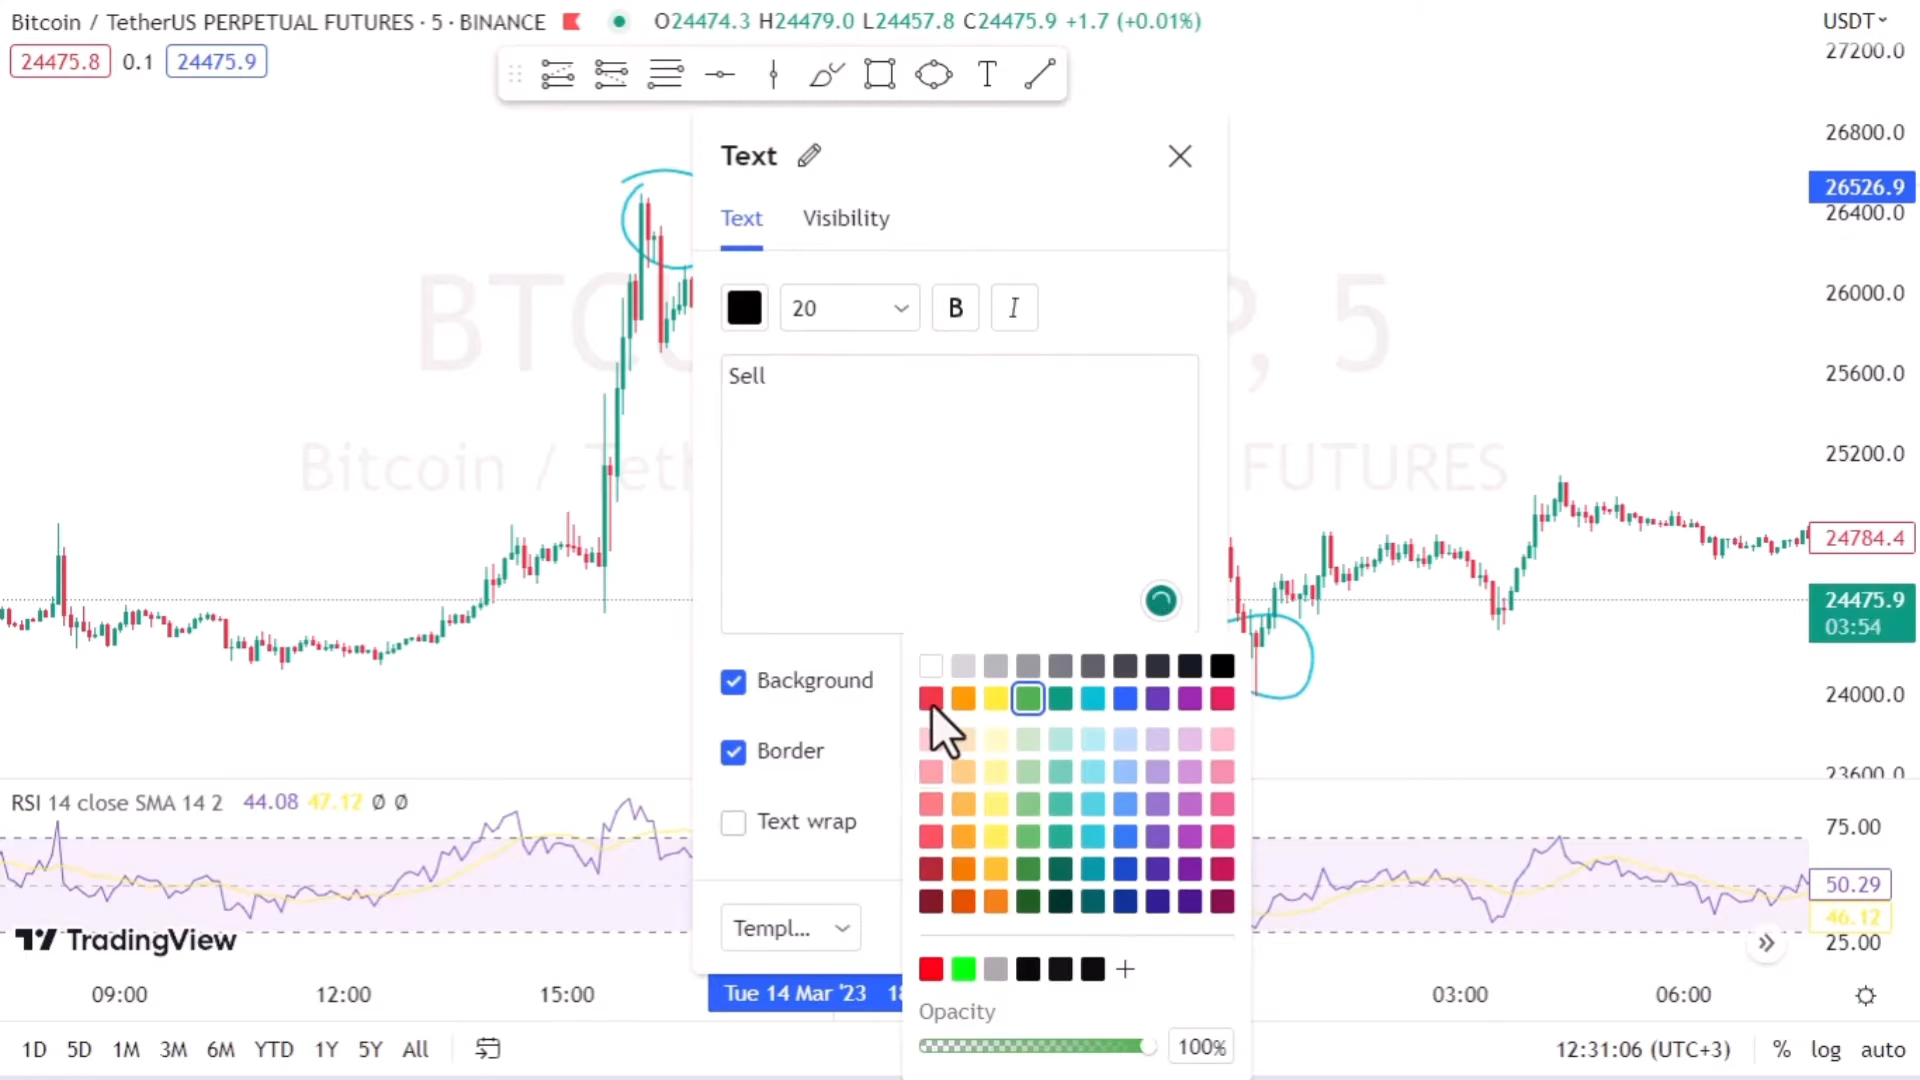 Bitcoin / TetherUS PERPETUAL FUTURES · 5 · BINANCE
O24474.3 H24479.0 L24457.8 C24475.9 +1.7 (+0.01%)
USDT
24475.8 0.1 24475.9
27200.0
T
26800.0
Text
26526.9
26400.0
Text Visibility
BTC P, 5
26000.0
20 B I
Sell
25600.0
Bitcoin / Tet FUTURES
25200.0
24784.4
24475.9
03:54
Background
24000.0
Border
23600.0
RSI 14 close SMA 14 2 44.08 47.12 Ø Ø
Text wrap
75.00
50.29
46.12
Templ...
TradingView
25.00
09:00 12:00 15:00 Tue 14 Mar '23 03:00 06:00
Opacity
100%
1D 5D 1M 3M 6M YTD 1Y 5Y All
12:31:06 (UTC+3) % log auto